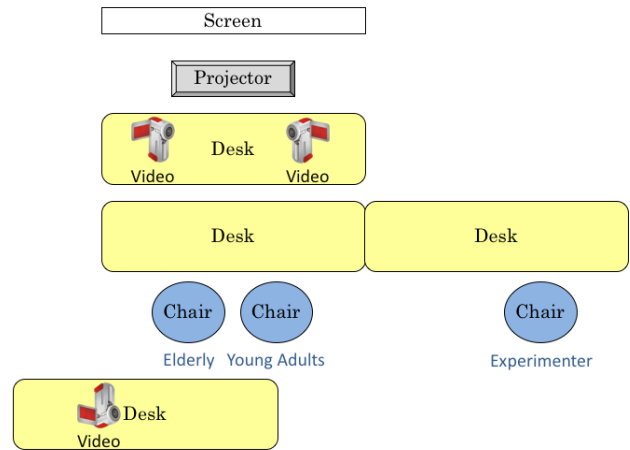 Screen
Projector
Desk
Video
Video
Desk
Desk
Chair
Chair
Chair
Elderly
Young Adults
Experimenter
Desk
Video